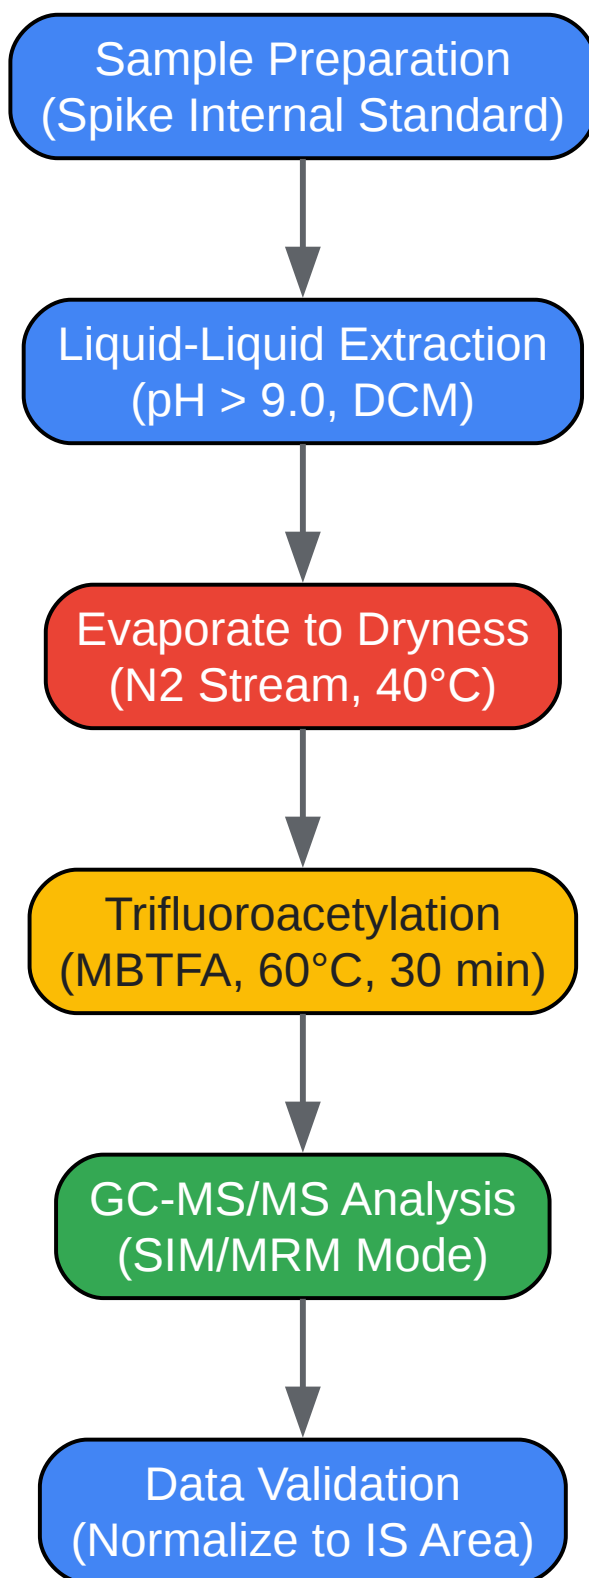 Sample Preparation
(Spike Internal Standard)
Liquid-Liquid Extraction
(pH > 9.0, DCM)
Evaporate to Dryness
(N2 Stream, 40°C)
Trifluoroacetylation
(MBTFA, 60°C, 30 min)
GC-MS/MS Analysis
(SIM/MRM Mode)
Data Validation
(Normalize to IS Area)